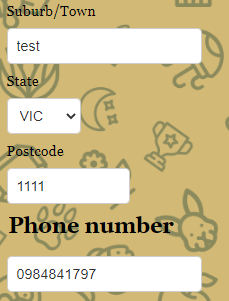 Suburb/Town
test
State
VIC
Postcode
1111
Phone number
0984841797